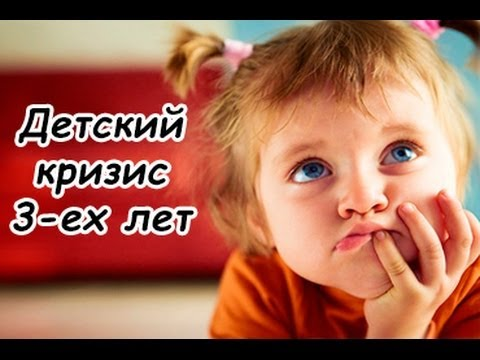 Детский
кризис
3-ех лет